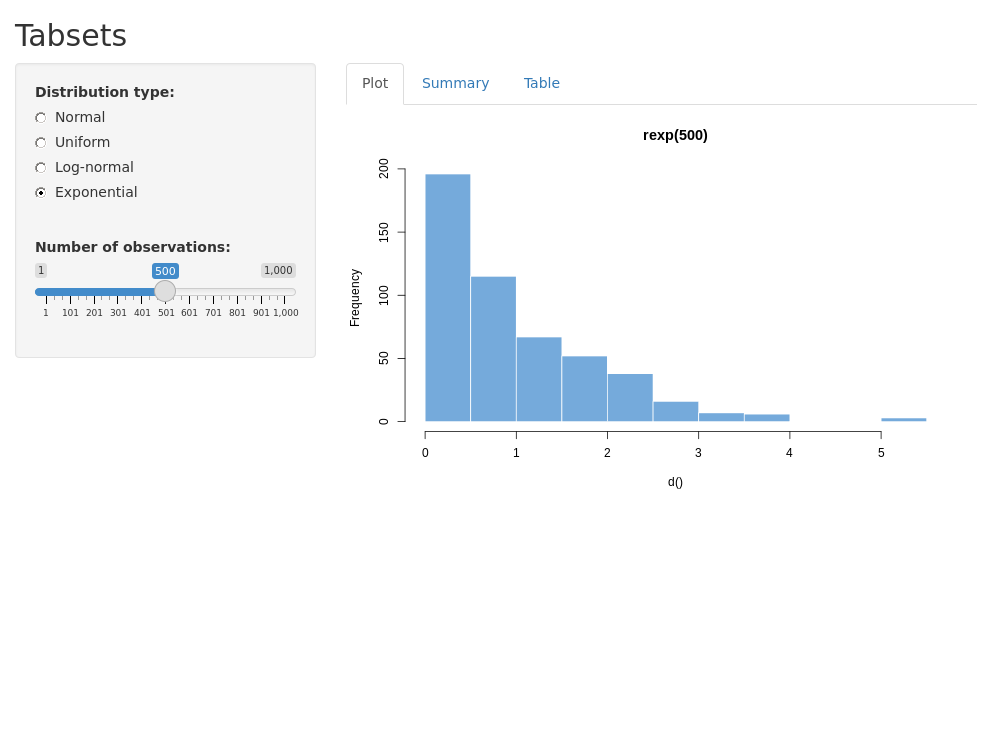 Tabsets
Distribution type:
Normal
Uniform
Log-normal
Exponential
Number of observations:
1 500 1,000
1 101 201 301 401 501 601 701 801 901 1,000
Plot Summary Table
rexp(500)
Frequency
200
150
100
50
0
0 1 2 3 4 5
d()